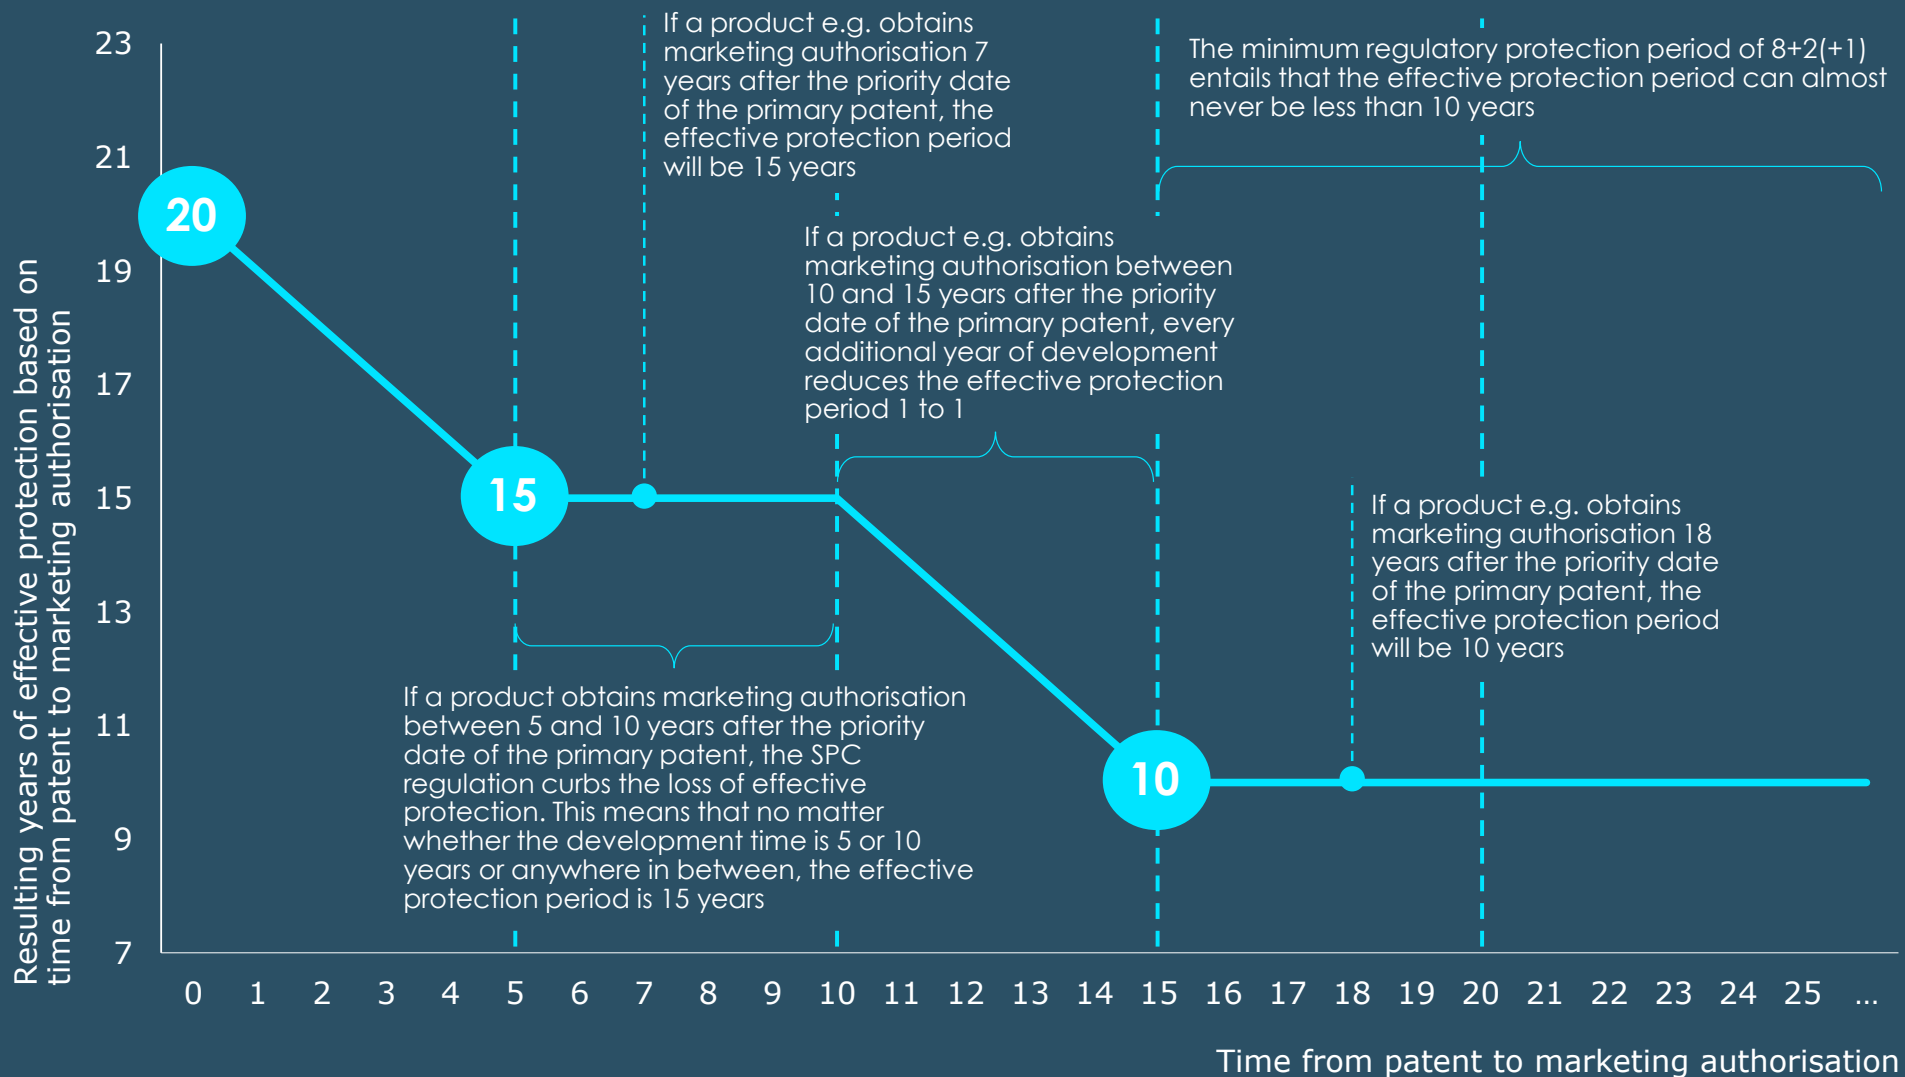 If a product e.g. obtains
marketing authorisation 7
years after the priority date
of the primary patent, the
effective protection period
will be 15 years
The minimum regulatory protection period of 8+2(+1)
entails that the effective protection period can almost
never be less than 10 years
If a product e.g. obtains
marketing authorisation between
10 and 15 years after the priority
date of the primary patent, every
additional year of development
reduces the effective protection
period 1 to 1
If a product e.g. obtains
marketing authorisation 18
years after the priority date
of the primary patent, the
effective protection period
will be 10 years
If a product obtains marketing authorisation
between 5 and 10 years after the priority
date of the primary patent, the SPC
regulation curbs the loss of effective
protection. This means that no matter
whether the development time is 5 or 10
years or anywhere in between, the effective
protection period is 15 years
20
15
10
Resulting years of effective protection based on
time from patent to marketing authorisation
23
21
19
17
15
13
11
9
7
0 1 2 3 4 5 6 7 8 9 10 11 12 13 14 15 16 17 18 19 20 21 22 23 24 25 ...
Time from patent to marketing authorisation